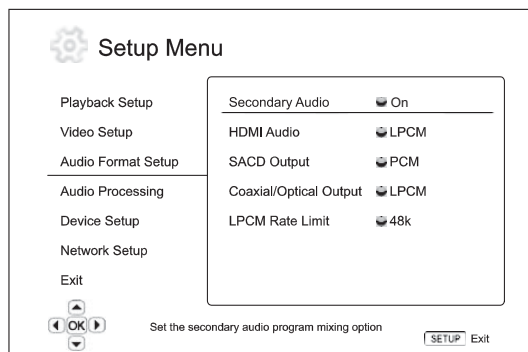 Setup Menu
Playback Setup
Video Setup
Audio Format Setup
Audio Processing
Device Setup
Network Setup
Exit
Secondary Audio On
HDMI Audio LPCM
SACD Output PCM
Coaxial/Optical Output LPCM
LPCM Rate Limit 48k
OK
Set the secondary audio program mixing option
SETUP Exit